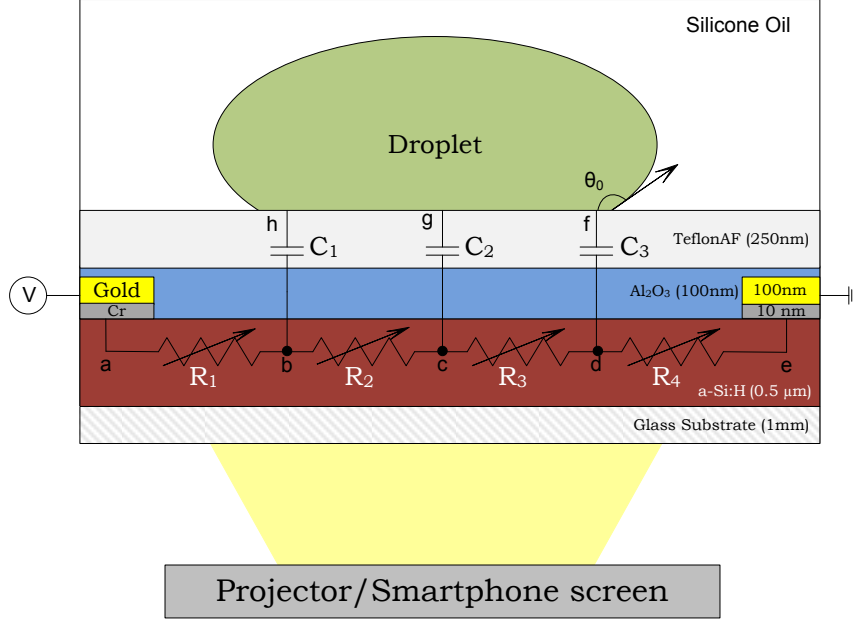 Silicone Oil
Droplet
θ0
h
g
f
C1
C2
C3
TeflonAF (250nm)
V
Gold
Cr
Al2O3 (100nm)
100nm
10 nm
a
b
c
d
e
R1
R2
R3
R4
a-Si:H (0.5 μm)
Glass Substrate (1mm)
Projector/Smartphone screen